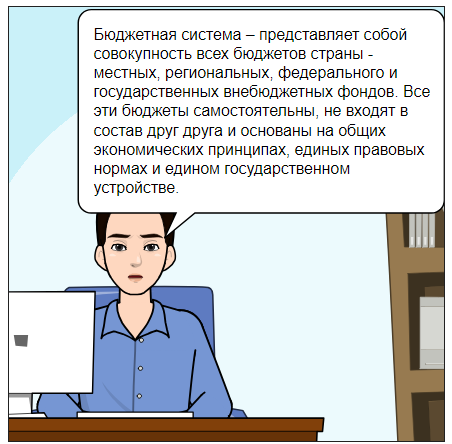 Бюджетная система – представляет собой
совокупность всех бюджетов страны -
местных, региональных, федерального и
государственных внебюджетных фондов. Все
эти бюджеты самостоятельны, не входят в
состав друг друга и основаны на общих
экономических принципах, единых правовых
нормах и едином государственном
устройстве.